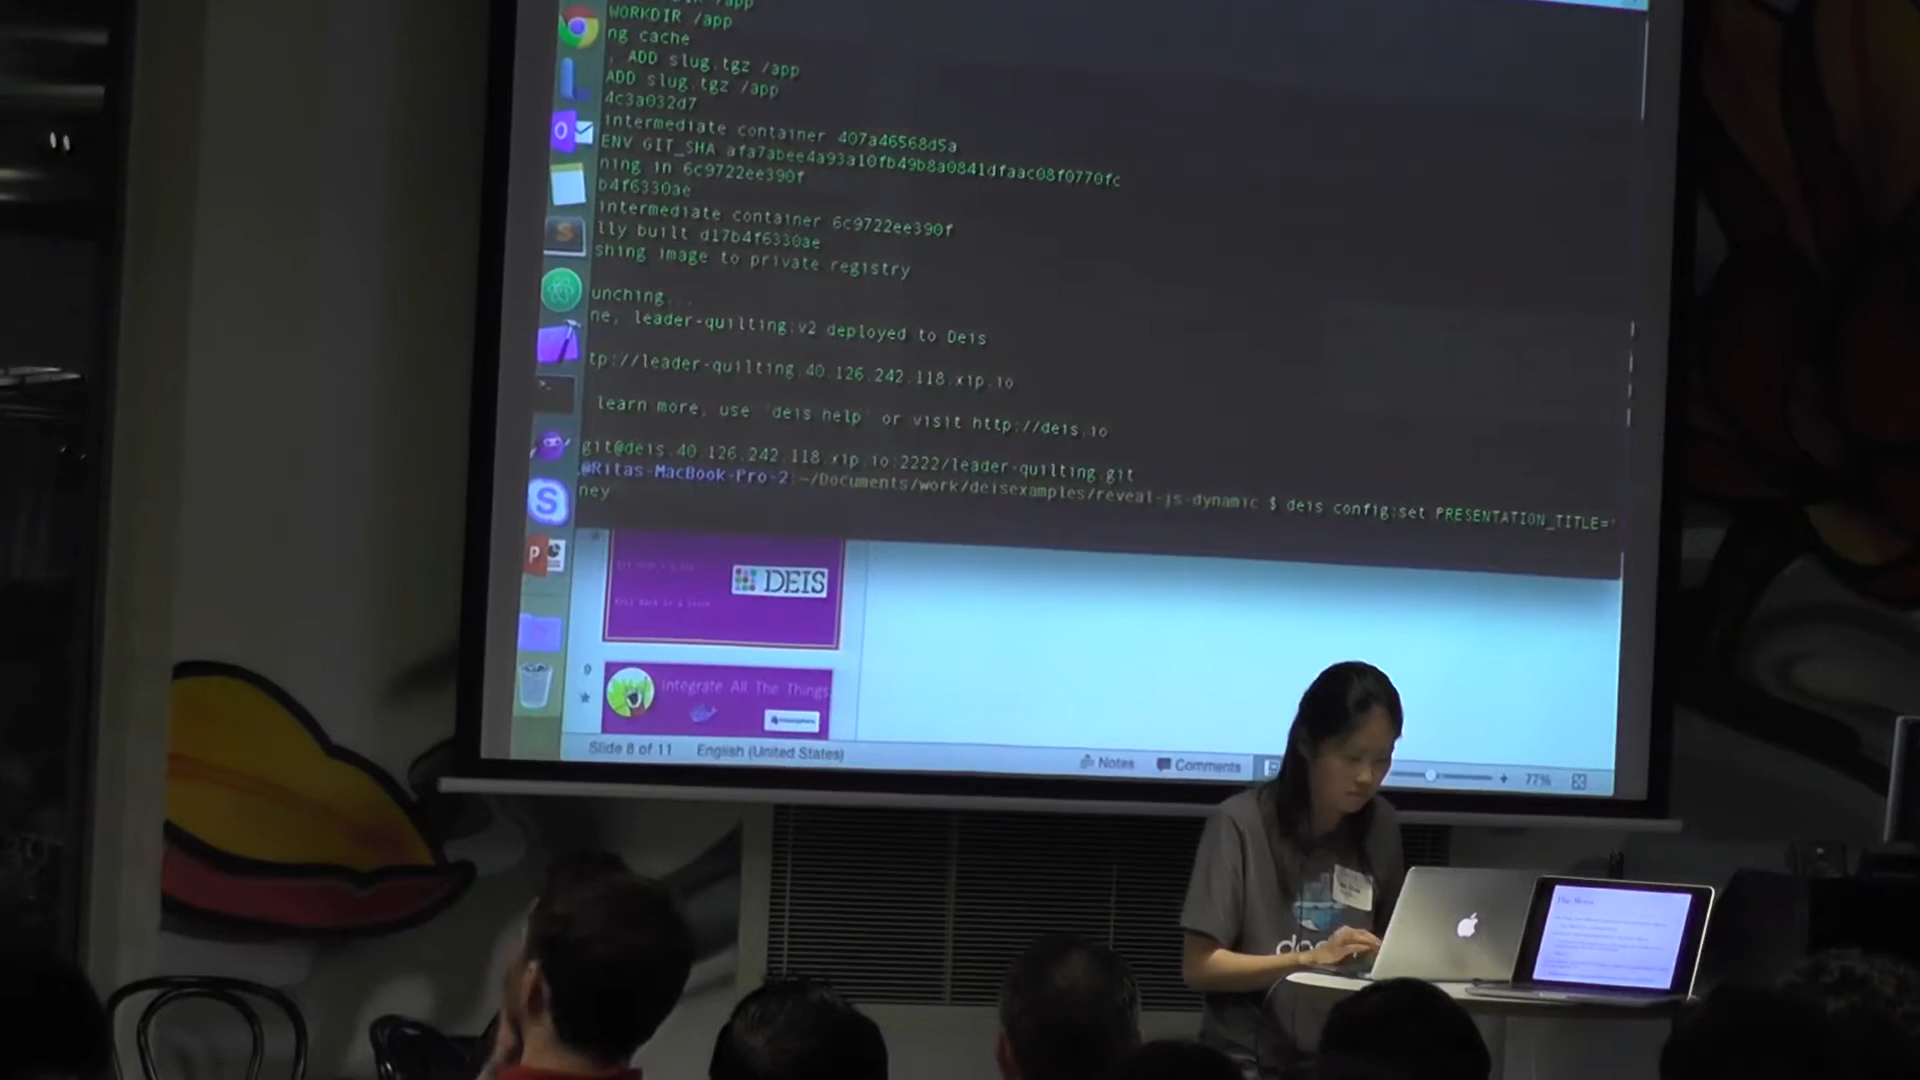 WORKDIR /app
ng cache
, ADD slug.tgz /app
ADD slug.tgz /app
4c3a032d7
intermediate container 407a46568d5a
ENV GIT_SHA afa7abee4a93a10fb49b8a0841dfaac08f0770fc
ning in 6c9722ee390f
b4f6330ae
intermediate container 6c9722ee390f
lly built d17b4f6330ae
shing image to private registry
unching...
ne, leader-quilting:v2 deployed to Deis
tp://leader-quilting.40.126.242.118.xip.io
learn more, use `deis help` or visit http://deis.io
git@deis.40.126.242.118.xip.io:2222/leader-quilting.git
@Ritas-MacBook-Pro-2:~/Documents/work/deisexamples/reveal-js-dynamic $ deis config:set PRESENTATION_TITLE='
ney
DEIS
9
Integrate All The Things
Slide 8 of 11 English (United States) Notes Comments 77%